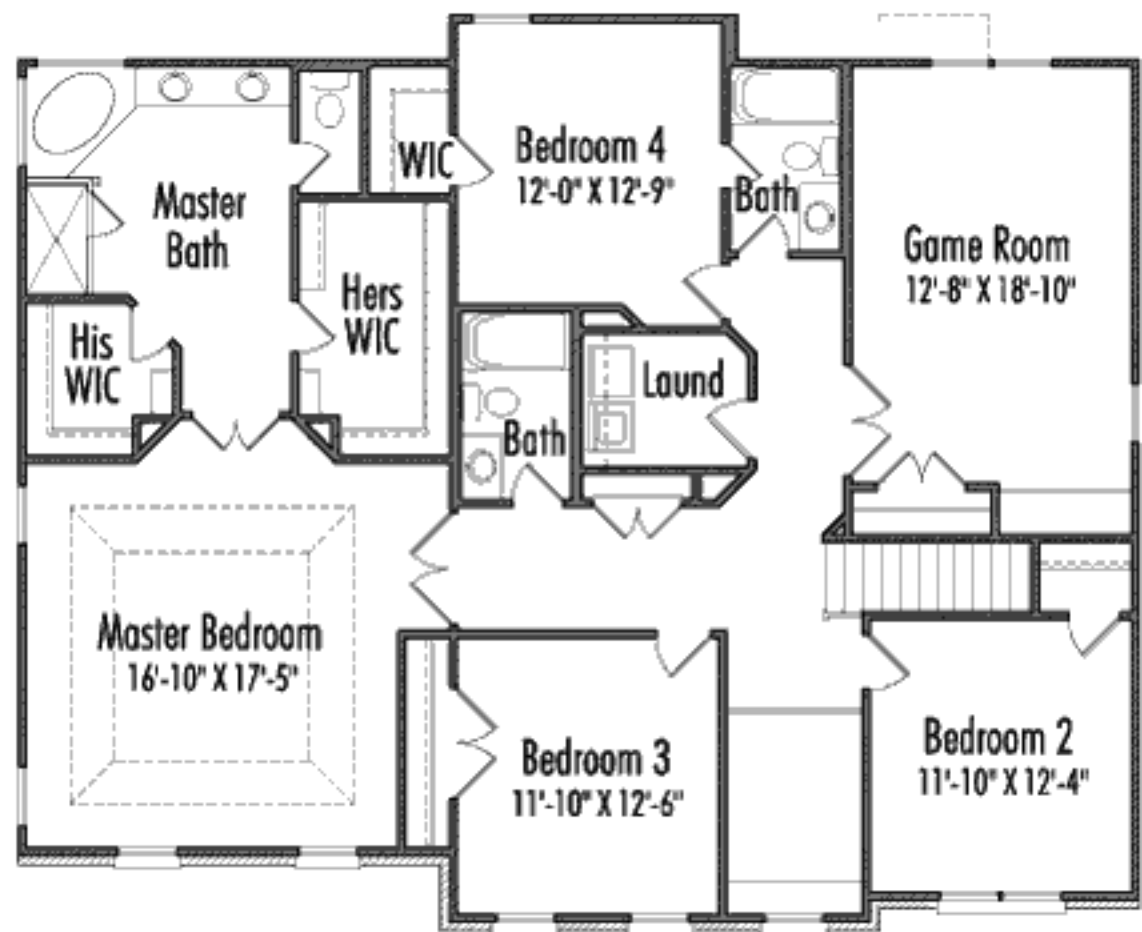 Master
Bath
His
WIC
Hers
WIC
WIC
Bedroom 4
12'-0" X 12'-9"
Bath
Game Room
12'-8" X 18'-10"
Laund
Bath
Master Bedroom
16'-10" X 17'-5"
Bedroom 3
11'-10" X 12'-6"
Bedroom 2
11'-10" X 12'-4"